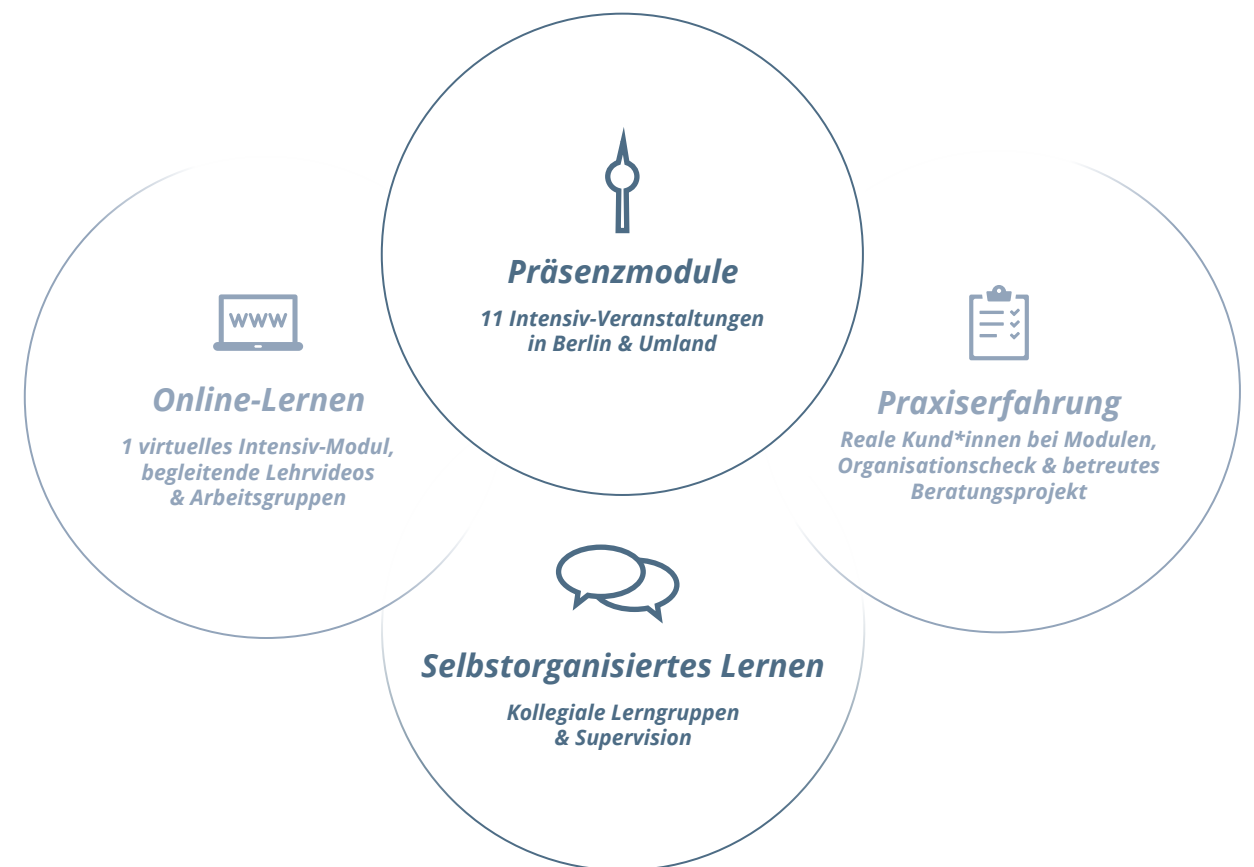 Präsenzmodule
11 Intensiv-Veranstaltungen
in Berlin & Umland
WWW
Online-Lernen
1 virtuelles Intensiv-Modul,
begleitende Lehrvideos
& Arbeitsgruppen
Praxiserfahrung
Reale Kund*innen bei Modulen,
Organisationscheck & betreutes
Beratungsprojekt
Selbstorganisiertes Lernen
Kollegiale Lerngruppen
& Supervision